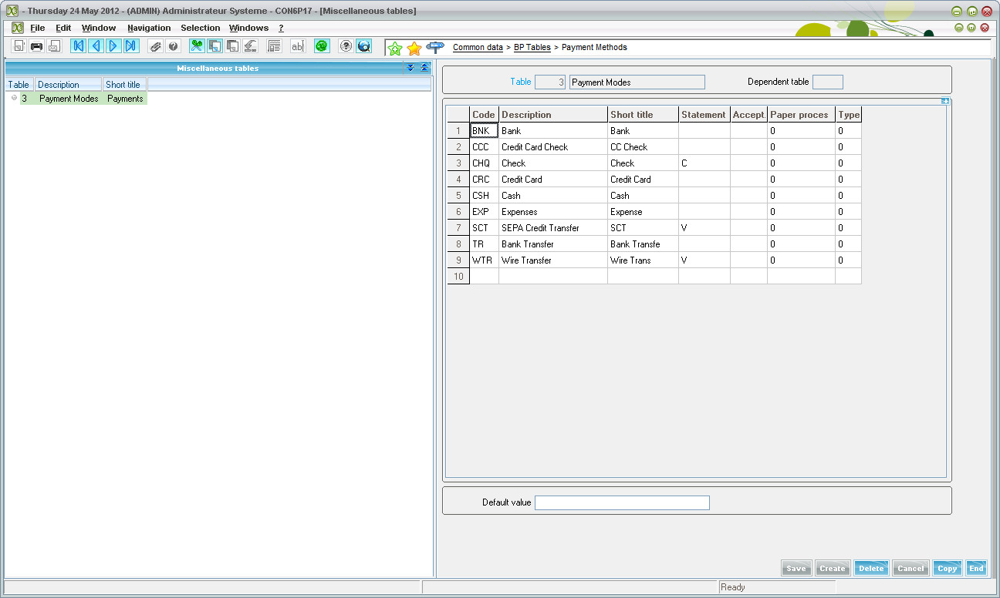 - Thursday 24 May 2012 - (ADMIN) Administrateur Systeme - CON6P17 - [Miscellaneous tables]
File Edit Window Navigation Selection Windows ?
Common data > BP Tables > Payment Methods
Miscellaneous tables
Table Description Short title
3 Payment Modes Payments
Table 3 Payment Modes Dependent table
Code Description Short title Statement Accept. Paper proces Type
1 BNK Bank Bank 0 0
2 CCC Credit Card Check CC Check 0 0
3 CHQ Check Check C 0 0
4 CRC Credit Card Credit Card 0 0
5 CSH Cash Cash 0 0
6 EXP Expenses Expense 0 0
7 SCT SEPA Credit Transfer SCT V 0 0
8 TR Bank Transfer Bank Transfe 0 0
9 WTR Wire Transfer Wire Trans V 0 0
10
Default value
Save Create Delete Cancel Copy End
Ready